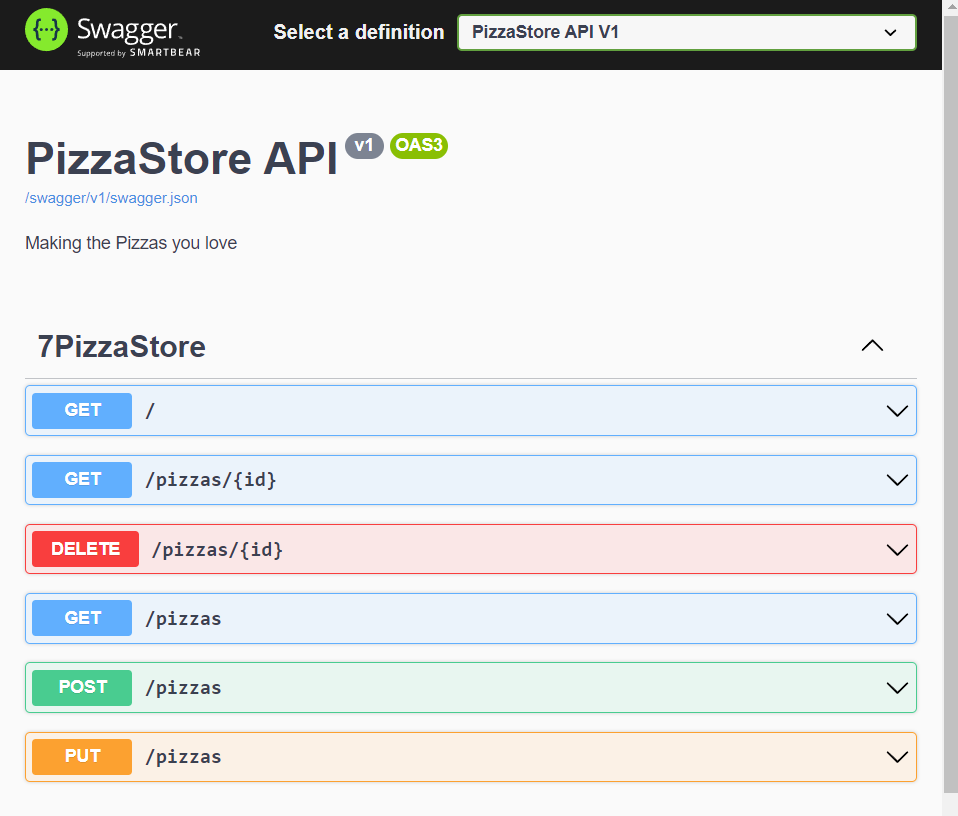 Swagger.
Supported by SMARTBEAR
Select a definition
PizzaStore API V1
PizzaStore API v1 OAS3
/swagger/v1/swagger.json
Making the Pizzas you love
7PizzaStore
GET /
GET /pizzas/{id}
DELETE /pizzas/{id}
GET /pizzas
POST /pizzas
PUT /pizzas